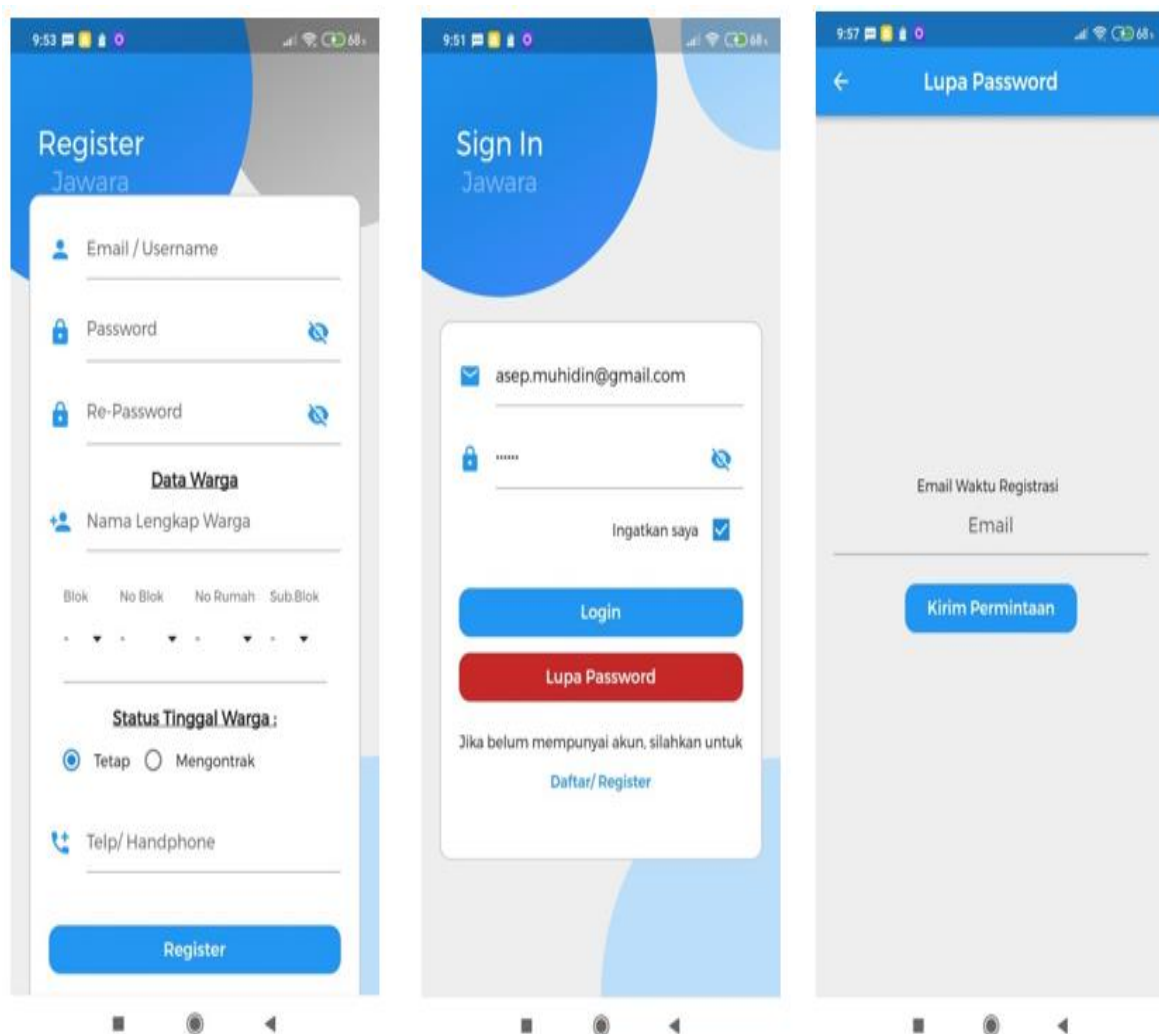 9:53
68
Register
Jawara
Email / Username
Password
Re-Password
Data Warga
Nama Lengkap Warga
Blok No Blok No Rumah Sub.Blok
- - - -
Status Tinggal Warga :
Tetap Mengontrak
Telp/ Handphone
Register
9:51
68
Sign In
Jawara
asep.muhidin@gmail.com
······
Ingatkan saya
Login
Lupa Password
Jika belum mempunyai akun, silahkan untuk
Daftar/ Register
9:57
68
Lupa Password
Email Waktu Registrasi
Email
Kirim Permintaan